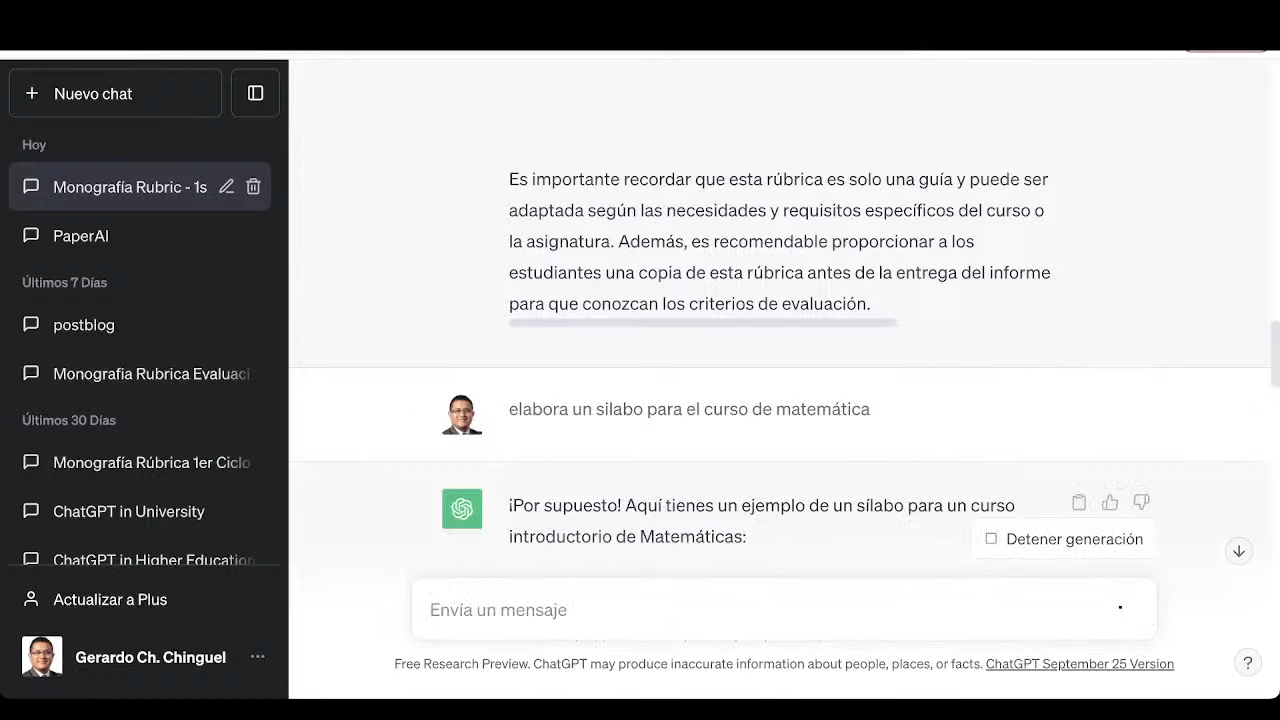 Nuevo chat
Hoy
Monografía Rubric - 1s
PaperAI
Últimos 7 Días
postblog
Monografia Rubrica Evaluaci
Últimos 30 Días
Monografía Rúbrica 1er Ciclo
ChatGPT in University
ChatGPT in Higher Education
Actualizar a Plus
Gerardo Ch. Chinguel
Es importante recordar que esta rúbrica es solo una guía y puede ser
adaptada según las necesidades y requisitos específicos del curso o
la asignatura. Además, es recomendable proporcionar a los
estudiantes una copia de esta rúbrica antes de la entrega del informe
para que conozcan los criterios de evaluación.
elabora un silabo para el curso de matemática
¡Por supuesto! Aquí tienes un ejemplo de un sílabo para un curso
introductorio de Matemáticas:
Detener generación
Envía un mensaje
Free Research Preview. ChatGPT may produce inaccurate information about people, places, or facts. ChatGPT September 25 Version
?